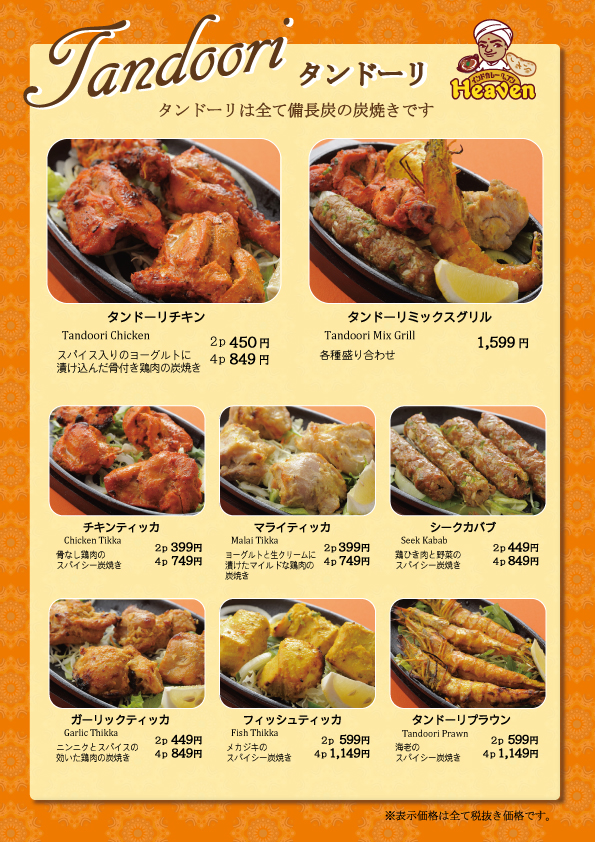 Tandoori タンドーリ
インドカレー ヘブン
Heaven
タンドーリは全て備長炭の炭焼きです
タンドーリチキン
Tandoori Chicken
2p 450 円
4p 849 円
スパイス入りのヨーグルトに
漬け込んだ骨付き鶏肉の炭焼き
タンドーリミックスグリル
Tandoori Mix Grill
1,599 円
各種盛り合わせ
チキンティッカ
Chicken Tikka
骨なし鶏肉の
スパイシー炭焼き
2p 399円
4p 749円
マライティッカ
Malai Tikka
ヨーグルトと生クリームに
漬けたマイルドな鶏肉の
炭焼き
2p 399円
4p 749円
シークカバブ
Seek Kabab
鶏ひき肉と野菜の
スパイシー炭焼き
2p 449円
4p 849円
ガーリックティッカ
Garlic Thikka
ニンニクとスパイスの
効いた鶏肉の炭焼き
2p 449円
4p 849円
フィッシュティッカ
Fish Thikka
メカジキの
スパイシー炭焼き
2p 599円
4p 1,149円
タンドーリプラウン
Tandoori Prawn
海老の
スパイシー炭焼き
2p 599円
4p 1,149円
※表示価格は全て税抜き価格です。